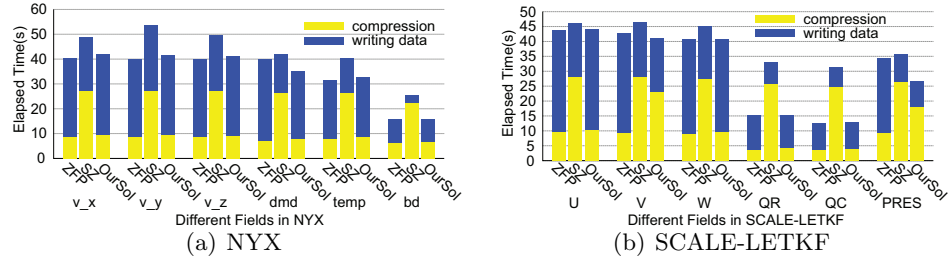 60
50
40
30
20
10
0
Elapsed Time(s)
compression
writing data
ZFP SZ OurSol ZFP SZ OurSol ZFP SZ OurSol ZFP SZ OurSol ZFP SZ OurSol ZFP SZ OurSol
v_x v_y v_z dmd temp bd
Different Fields in NYX
(a) NYX
50
45
40
35
30
25
20
15
10
5
0
Elapsed Time(s)
compression
writing data
ZFP SZ OurSol ZFP SZ OurSol ZFP SZ OurSol ZFP SZ OurSol ZFP SZ OurSol ZFP SZ OurSol
U V W QR QC PRES
Different Fields in SCALE-LETKF
(b) SCALE-LETKF